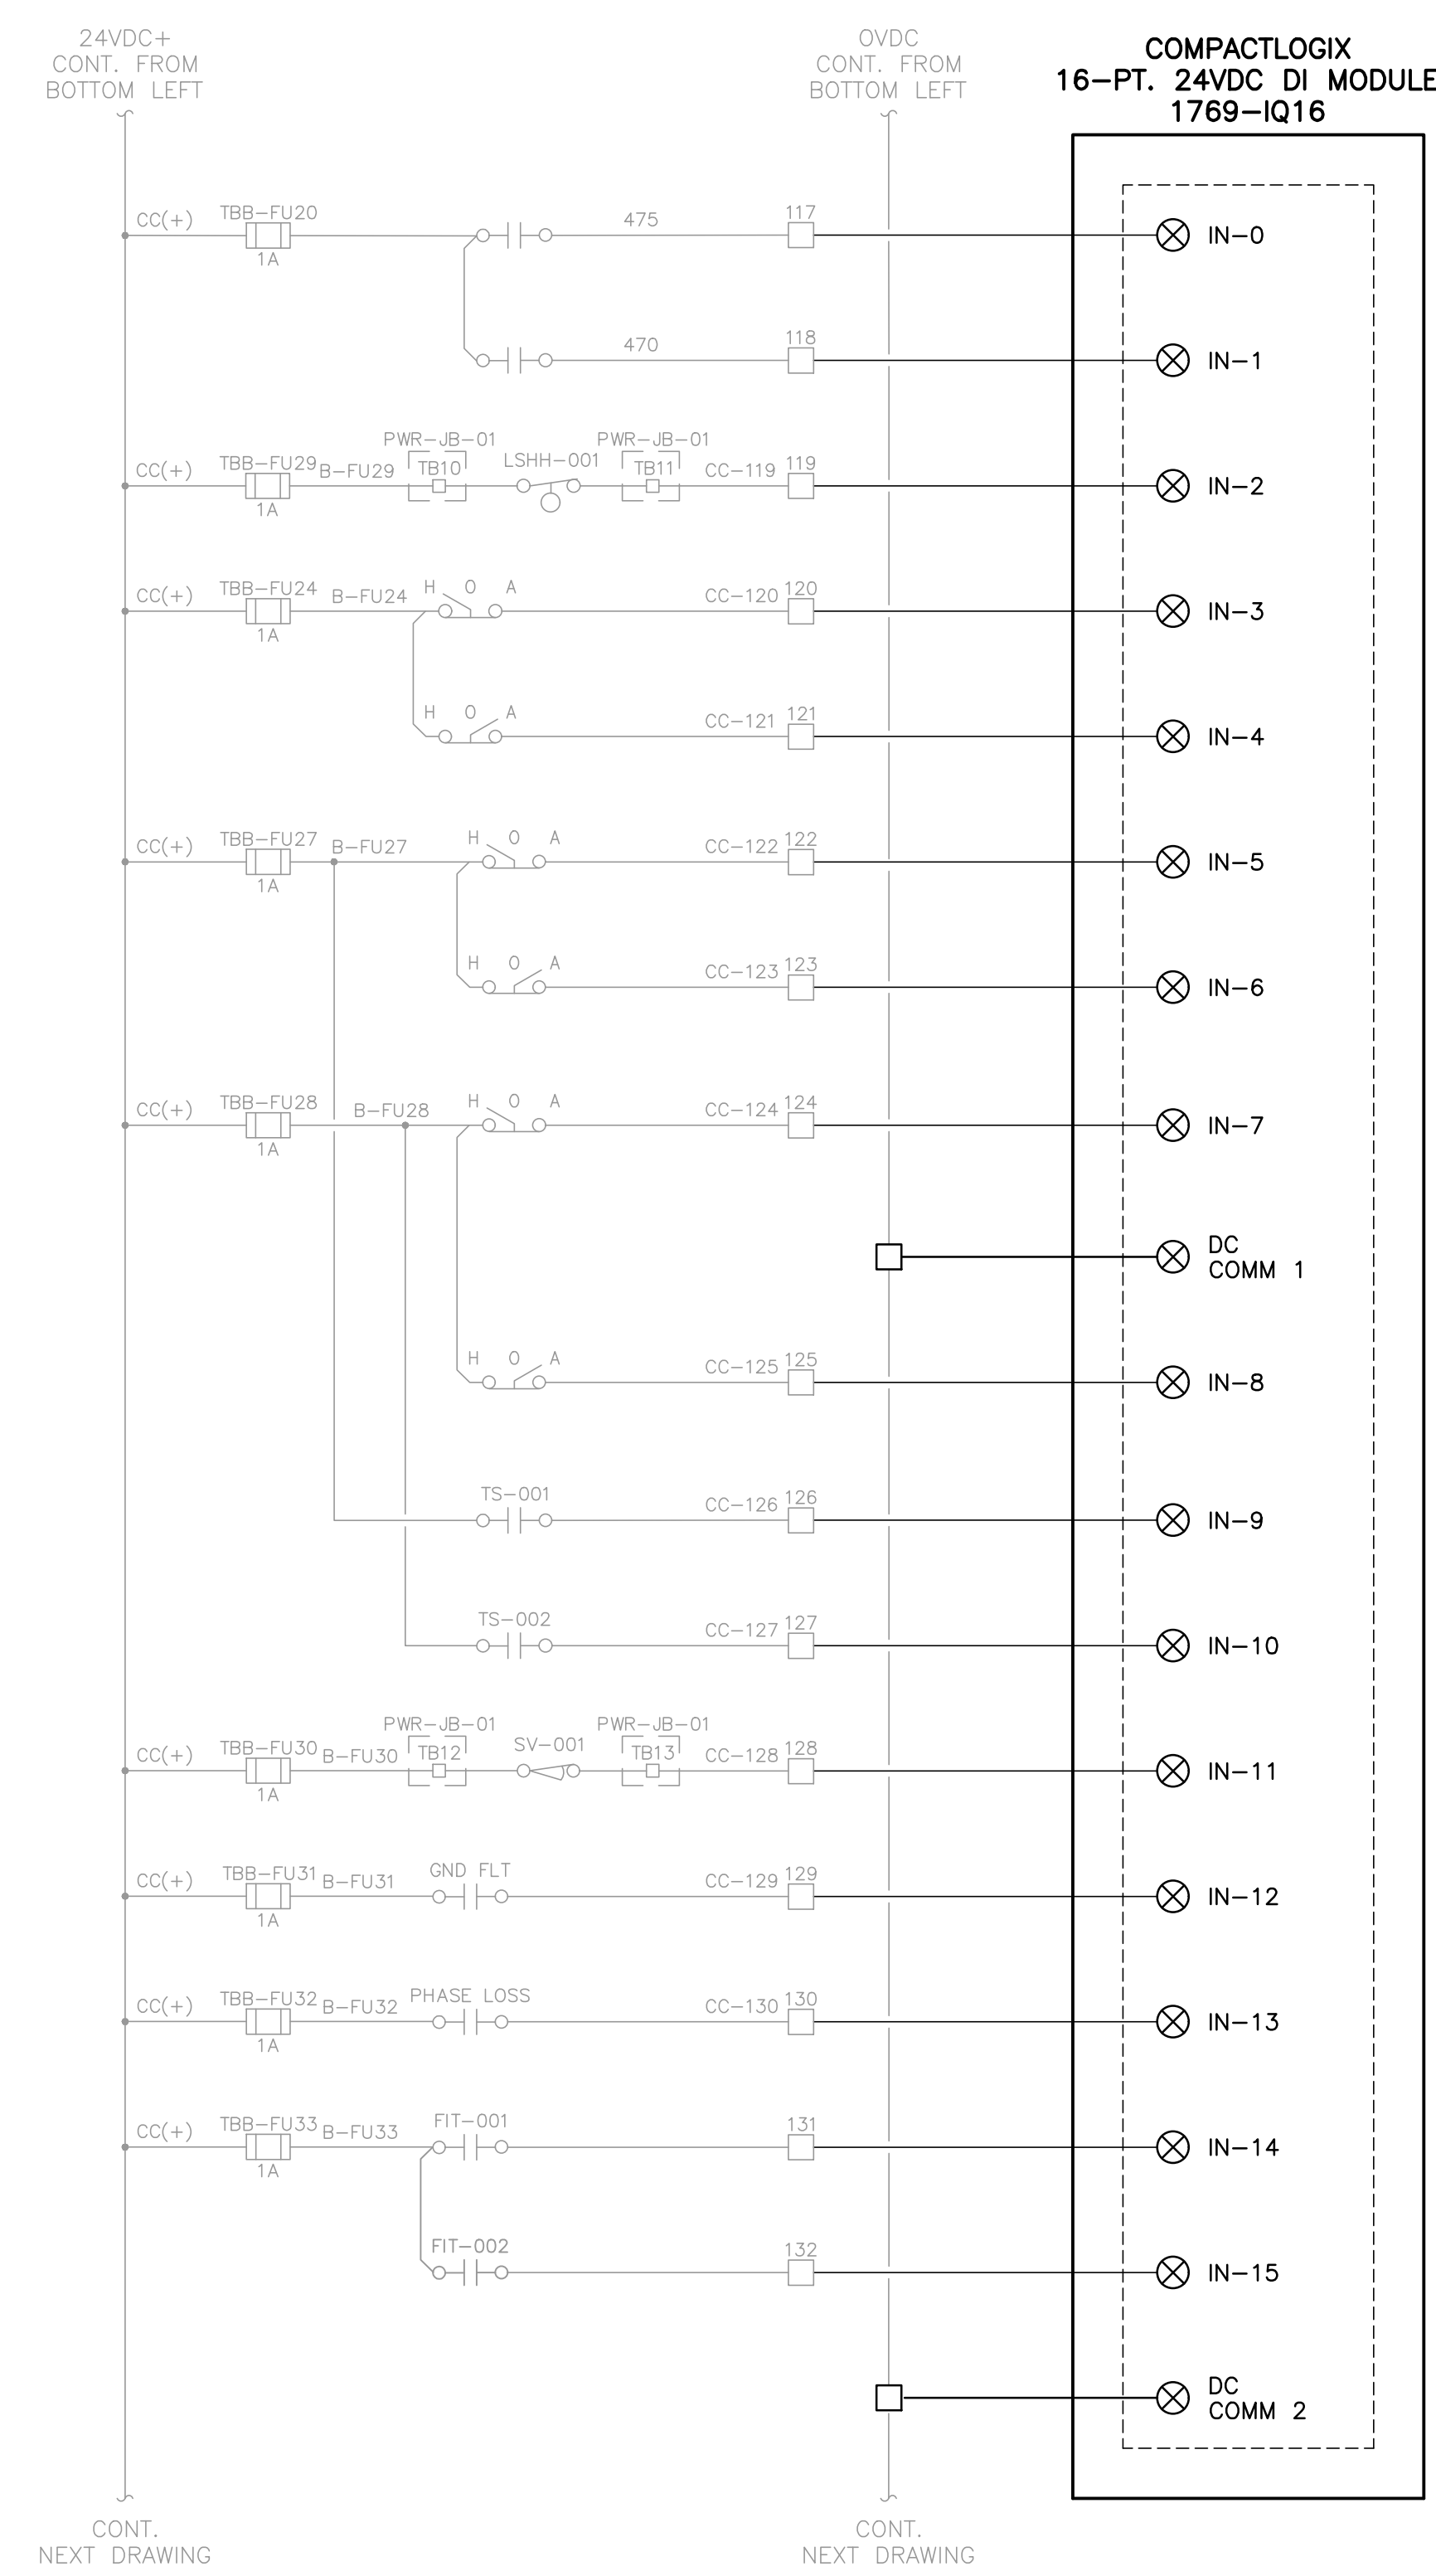 24VDC+
CONT. FROM
BOTTOM LEFT
0VDC
CONT. FROM
BOTTOM LEFT
COMPACTLOGIX
16-PT. 24VDC DI MODULE
1769-IQ16
CC(+) TBB-FU20 475 117
1A
IN-0
470 118
IN-1
PWR-JB-01 PWR-JB-01
CC(+) TBB-FU29 B-FU29 TB10 LSHH-001 TB11 CC-119 119
1A
IN-2
CC(+) TBB-FU24 B-FU24 H O A CC-120 120
1A
IN-3
H O A CC-121 121
IN-4
CC(+) TBB-FU27 B-FU27 H O A CC-122 122
1A
IN-5
H O A CC-123 123
IN-6
CC(+) TBB-FU28 B-FU28 H O A CC-124 124
1A
IN-7
DC
COMM 1
H O A CC-125 125
IN-8
TS-001 CC-126 126
IN-9
TS-002 CC-127 127
IN-10
PWR-JB-01 PWR-JB-01
CC(+) TBB-FU30 B-FU30 TB12 SV-001 TB13 CC-128 128
1A
IN-11
CC(+) TBB-FU31 B-FU31 GND FLT CC-129 129
1A
IN-12
CC(+) TBB-FU32 B-FU32 PHASE LOSS CC-130 130
1A
IN-13
CC(+) TBB-FU33 B-FU33 FIT-001 131
1A
IN-14
FIT-002 132
IN-15
DC
COMM 2
CONT.
NEXT DRAWING
CONT.
NEXT DRAWING